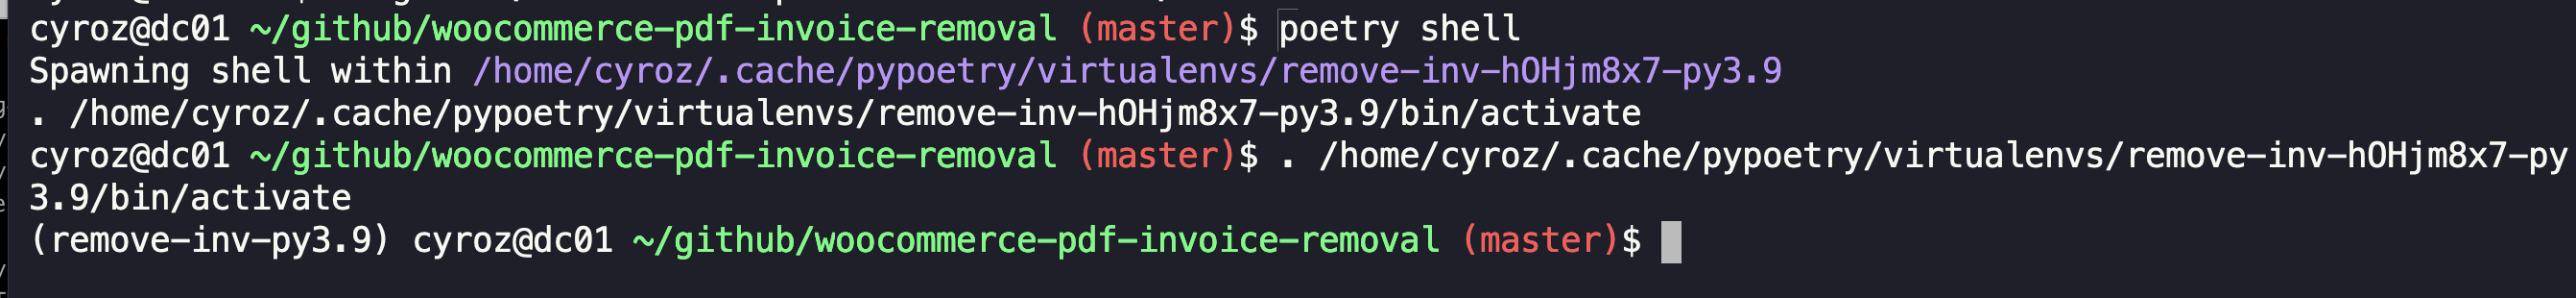 cyroz@dc01 ~/github/woocommerce-pdf-invoice-removal (master)$ poetry shell
Spawning shell within /home/cyroz/.cache/pypoetry/virtualenvs/remove-inv-hOHjm8x7-py3.9
. /home/cyroz/.cache/pypoetry/virtualenvs/remove-inv-hOHjm8x7-py3.9/bin/activate
cyroz@dc01 ~/github/woocommerce-pdf-invoice-removal (master)$ . /home/cyroz/.cache/pypoetry/virtualenvs/remove-inv-hOHjm8x7-py
3.9/bin/activate
(remove-inv-py3.9) cyroz@dc01 ~/github/woocommerce-pdf-invoice-removal (master)$